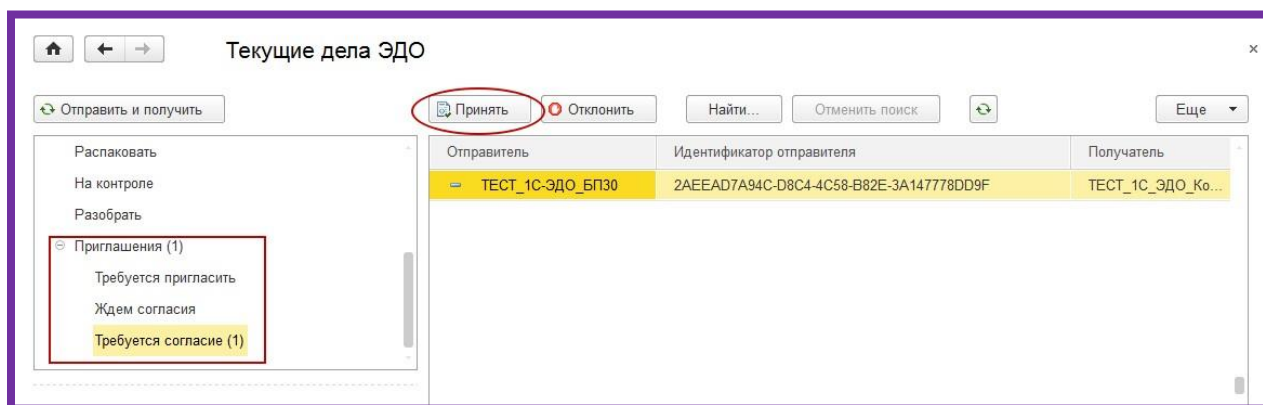 Текущие дела ЭДО
Отправить и получить
Принять Отклонить Найти... Отменить поиск Еще
Распаковать
На контроле
Разобрать
Приглашения (1)
Требуется пригласить
Ждем согласия
Требуется согласие (1)
Отправитель Идентификатор отправителя Получатель
ТЕСТ_1С-ЭДО_БП30 2AEEAD7A94C-D8C4-4C58-B82E-3A147778DD9F ТЕСТ_1С_ЭДО_Ко...